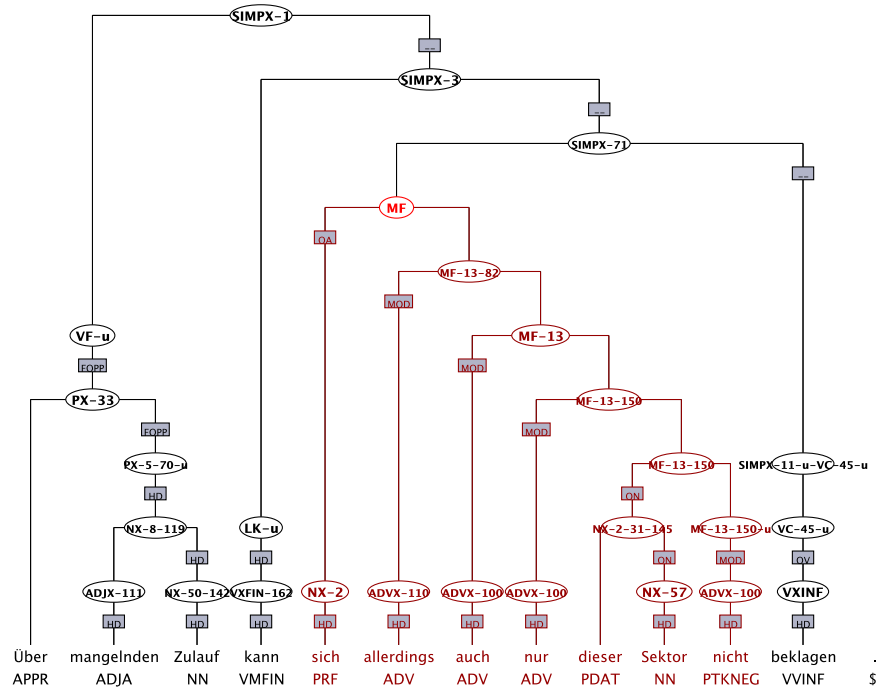 SIMPX-1
--
SIMPX-3
--
SIMPX-71
--
MF
OA
MF-13-82
MOD
VF-u
MF-13
FOPP
MOD
PX-33
MF-13-150
FOPP
MOD
PX-5-70-u
MF-13-150
SIMPX-11-u-VC-45-u
HD
ON
NX-8-119
LK-u
NX-2-31-145
MF-13-150-u
VC-45-u
HD
HD
ON
MOD
OV
ADJX-111
NX-50-142
VXFIN-162
NX-2
ADVX-110
ADVX-100
ADVX-100
NX-57
ADVX-100
VXINF
HD HD HD HD HD HD HD HD HD HD
Über mangelnden Zulauf kann sich allerdings auch nur dieser Sektor nicht beklagen .
APPR ADJA NN VMFIN PRF ADV ADV ADV PDAT NN PTKNEG VVINF $